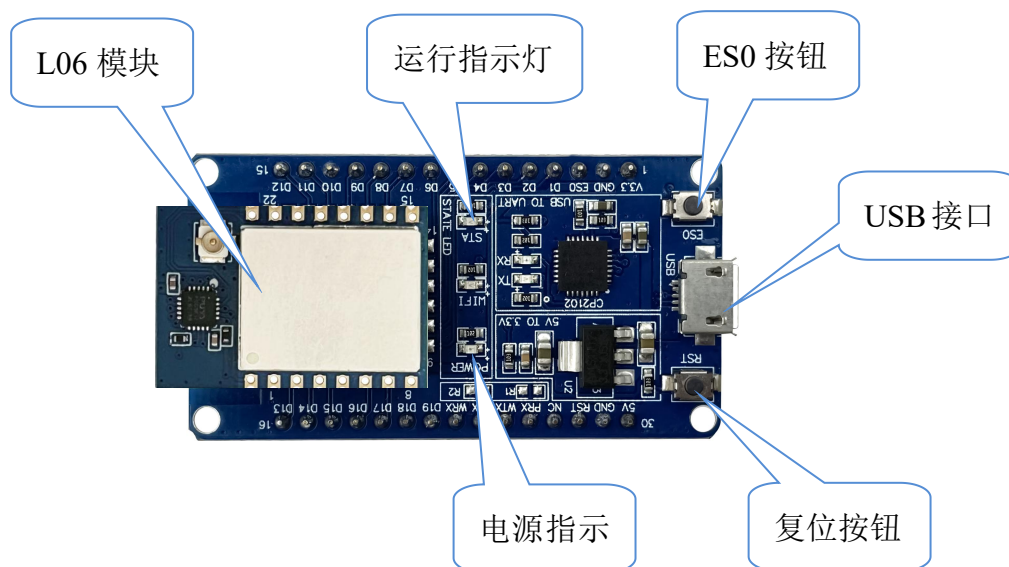 L06 模块
运行指示灯
ES0 按钮
USB 接口
电源指示
复位按钮
15
1
D12
D11
D10
D9
D8
D7
D6
D4
D3
D2
D1
ES0
GND
V3.3
22
15
STATE LED
STA
WIFI
POWER
USB TO UART
RX
TX
CP2102
ES0
USB
5V TO 3.3V
U2
RST
R2
R1
1
8
16
30
D13
D14
D15
D16
D17
D18
D19
WRX
WTX
PRX
NC
RST
GND
5V